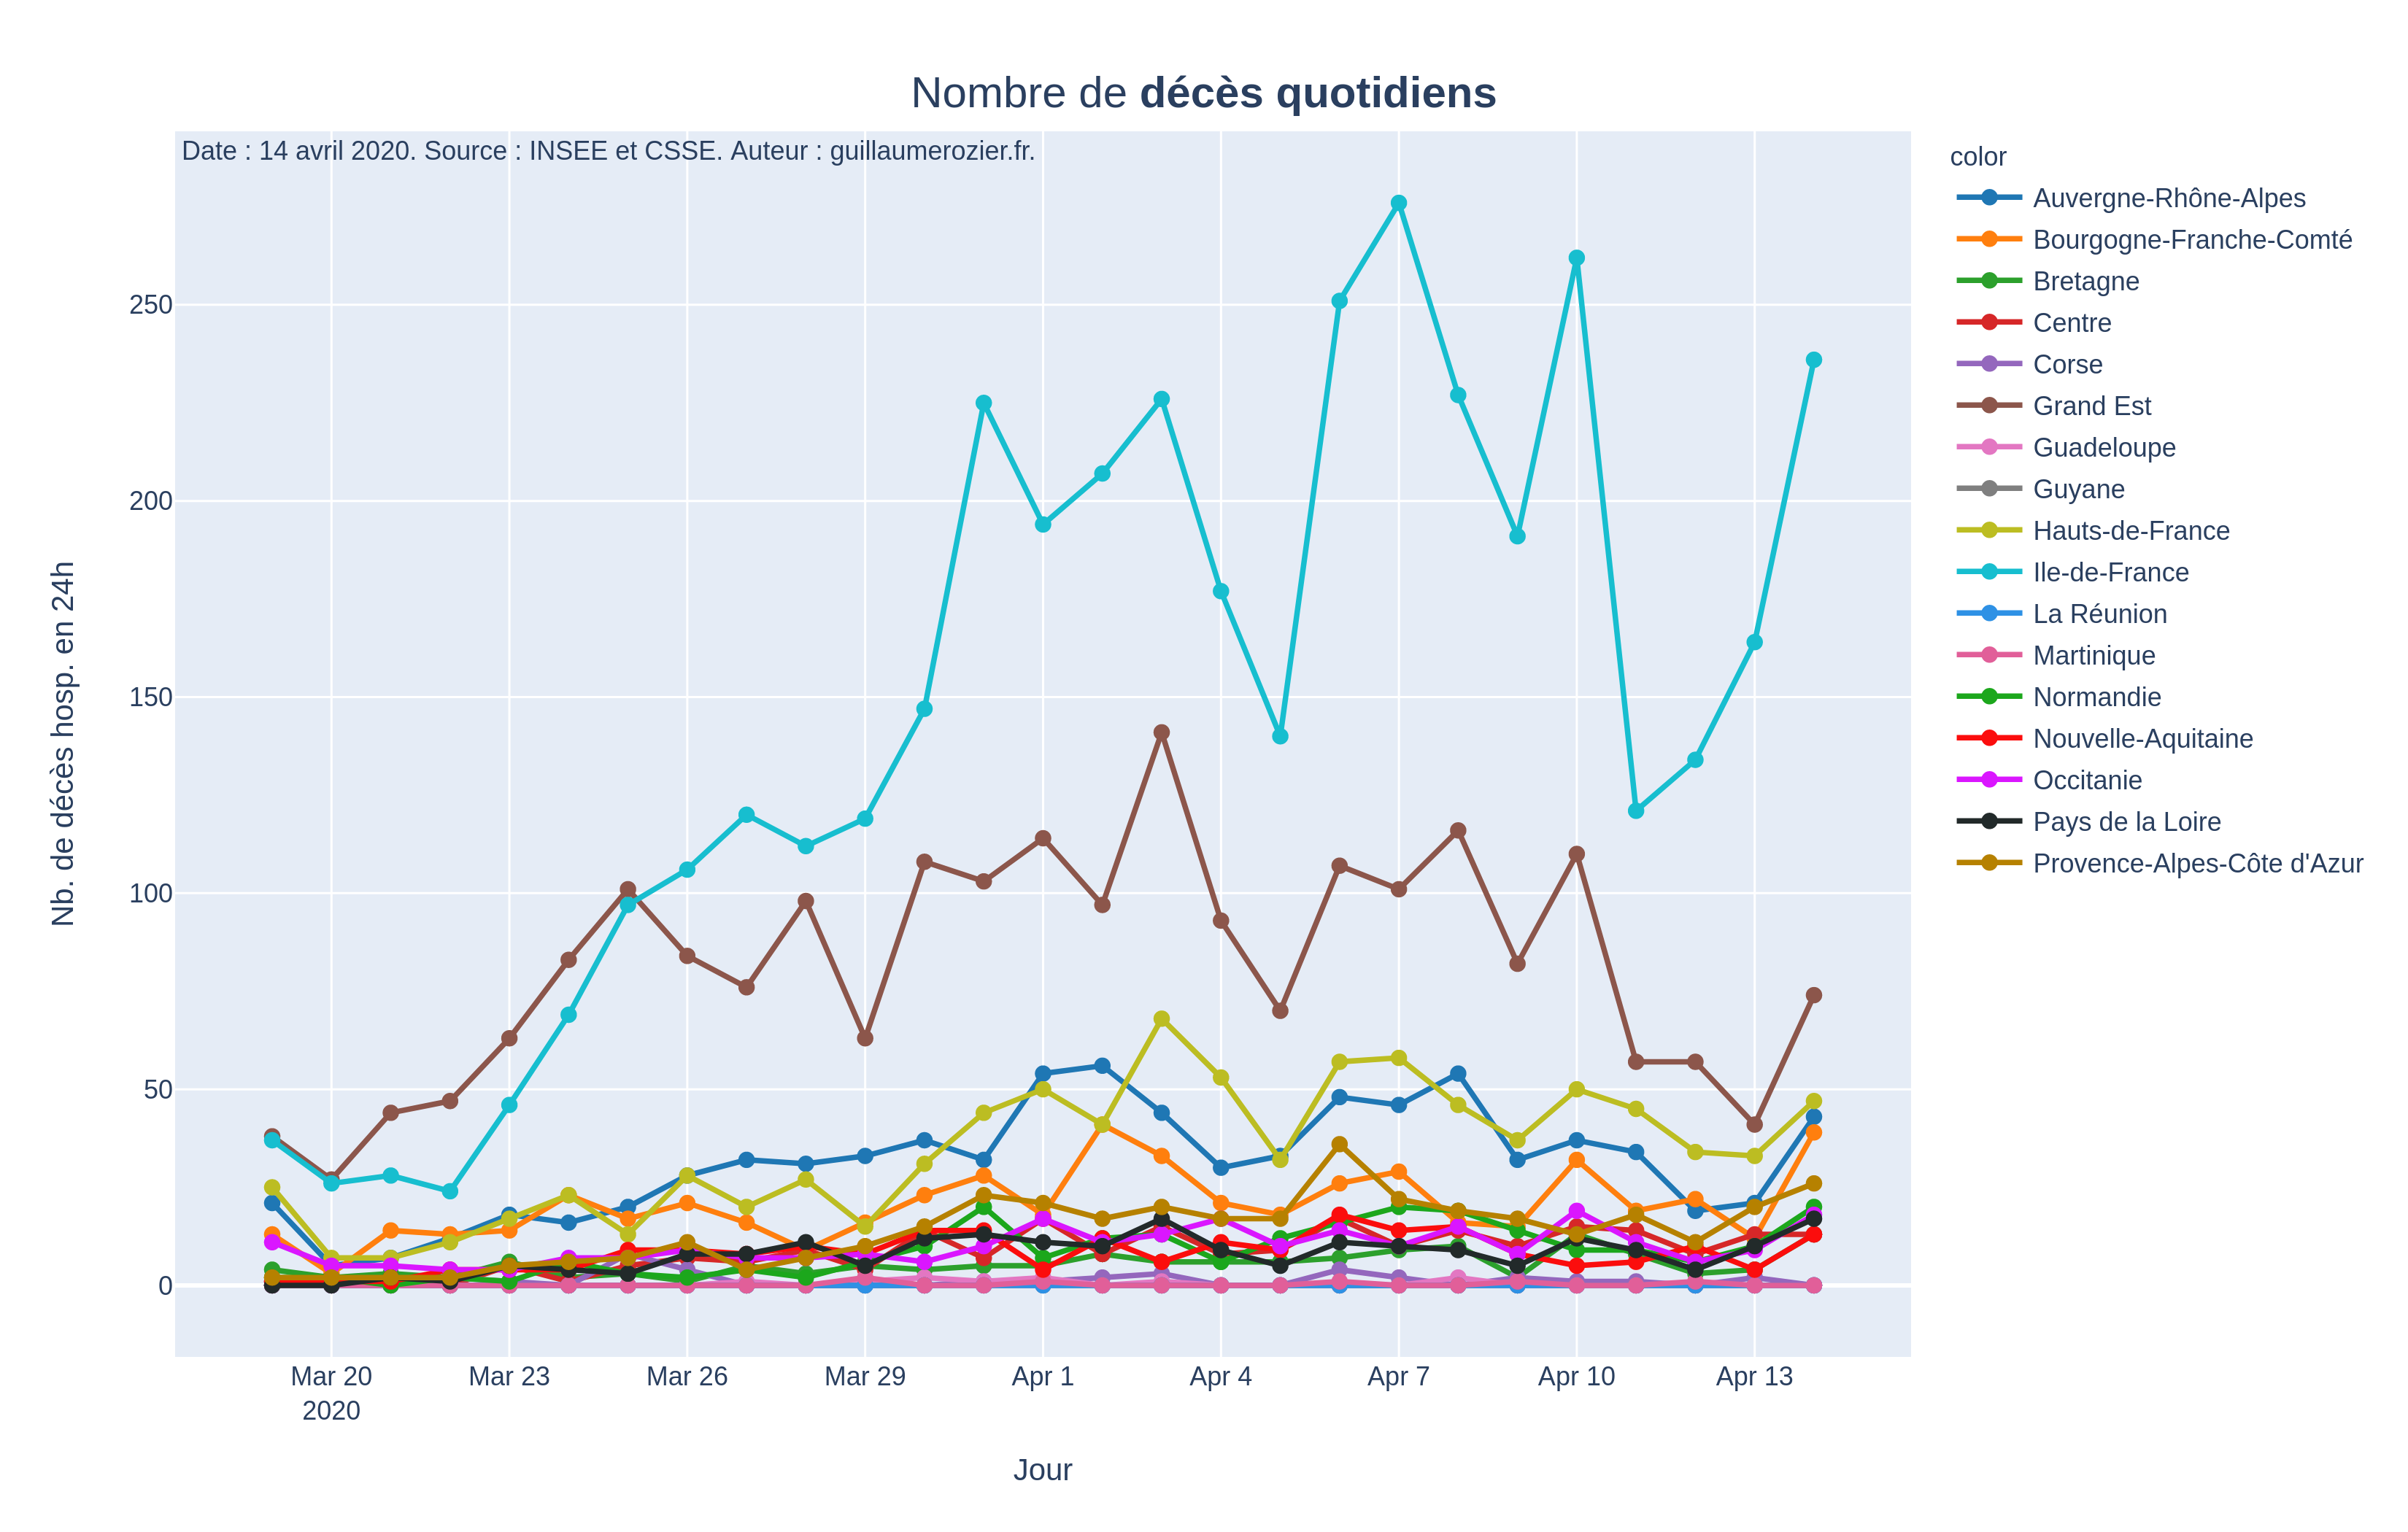 Nombre de décès quotidiens
Date : 14 avril 2020. Source : INSEE et CSSE. Auteur : guillaumerozier.fr.
color
Auvergne-Rhône-Alpes
Bourgogne-Franche-Comté
Bretagne
Centre
Corse
Grand Est
Guadeloupe
Guyane
Hauts-de-France
Ile-de-France
La Réunion
Martinique
Normandie
Nouvelle-Aquitaine
Occitanie
Pays de la Loire
Provence-Alpes-Côte d'Azur
Nb. de décès hosp. en 24h
250
200
150
100
50
0
Mar 20 Mar 23 Mar 26 Mar 29 Apr 1 Apr 4 Apr 7 Apr 10 Apr 13
2020
Jour